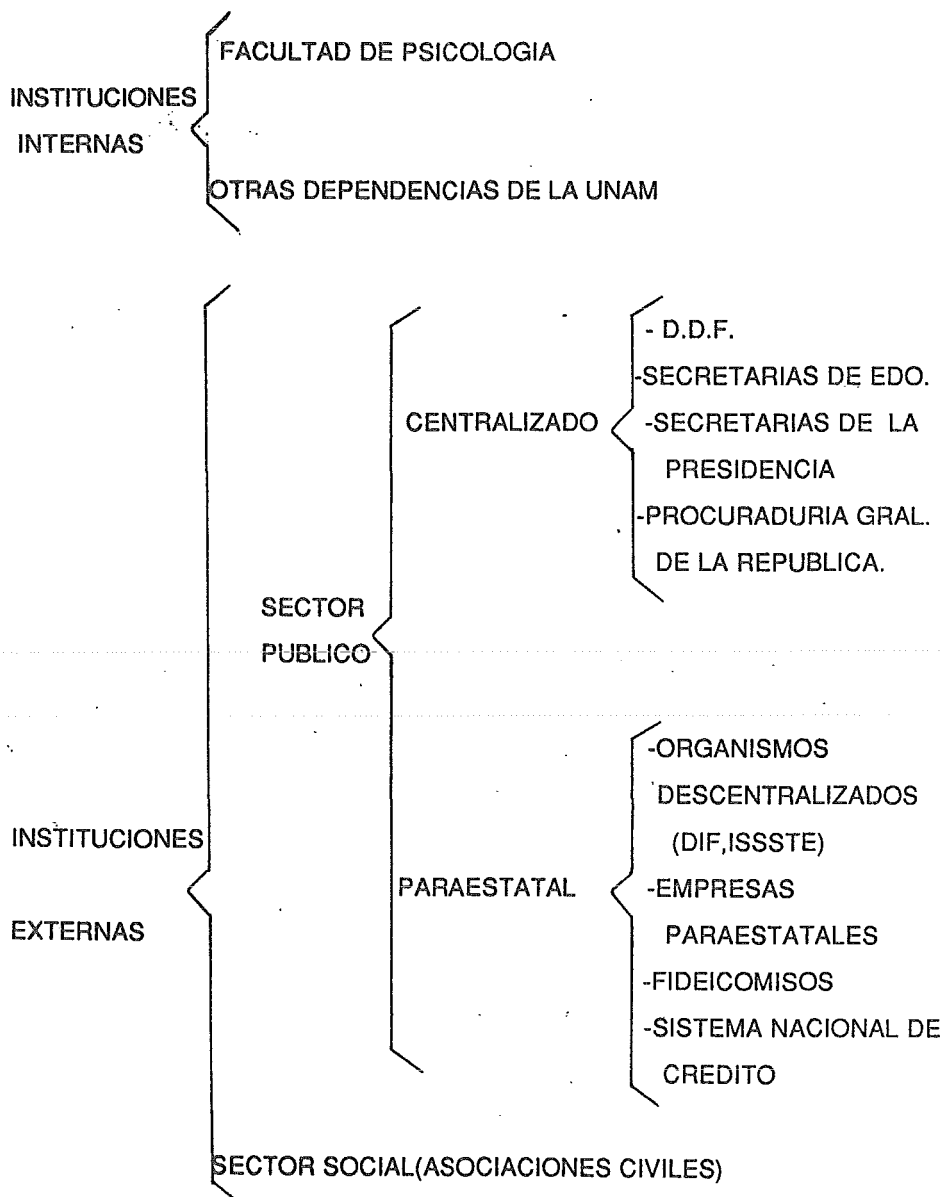 FACULTAD DE PSICOLOGIA
INSTITUCIONES
INTERNAS
OTRAS DEPENDENCIAS DE LA UNAM
- D.D.F.
-SECRETARIAS DE EDO.
CENTRALIZADO
-SECRETARIAS DE LA
PRESIDENCIA
-PROCURADURIA GRAL.
DE LA REPUBLICA.
SECTOR
PUBLICO
-ORGANISMOS
DESCENTRALIZADOS
(DIF,ISSSTE)
INSTITUCIONES
EXTERNAS
PARAESTATAL
-EMPRESAS
PARAESTATALES
-FIDEICOMISOS
-SISTEMA NACIONAL DE
CREDITO
SECTOR SOCIAL(ASOCIACIONES CIVILES)